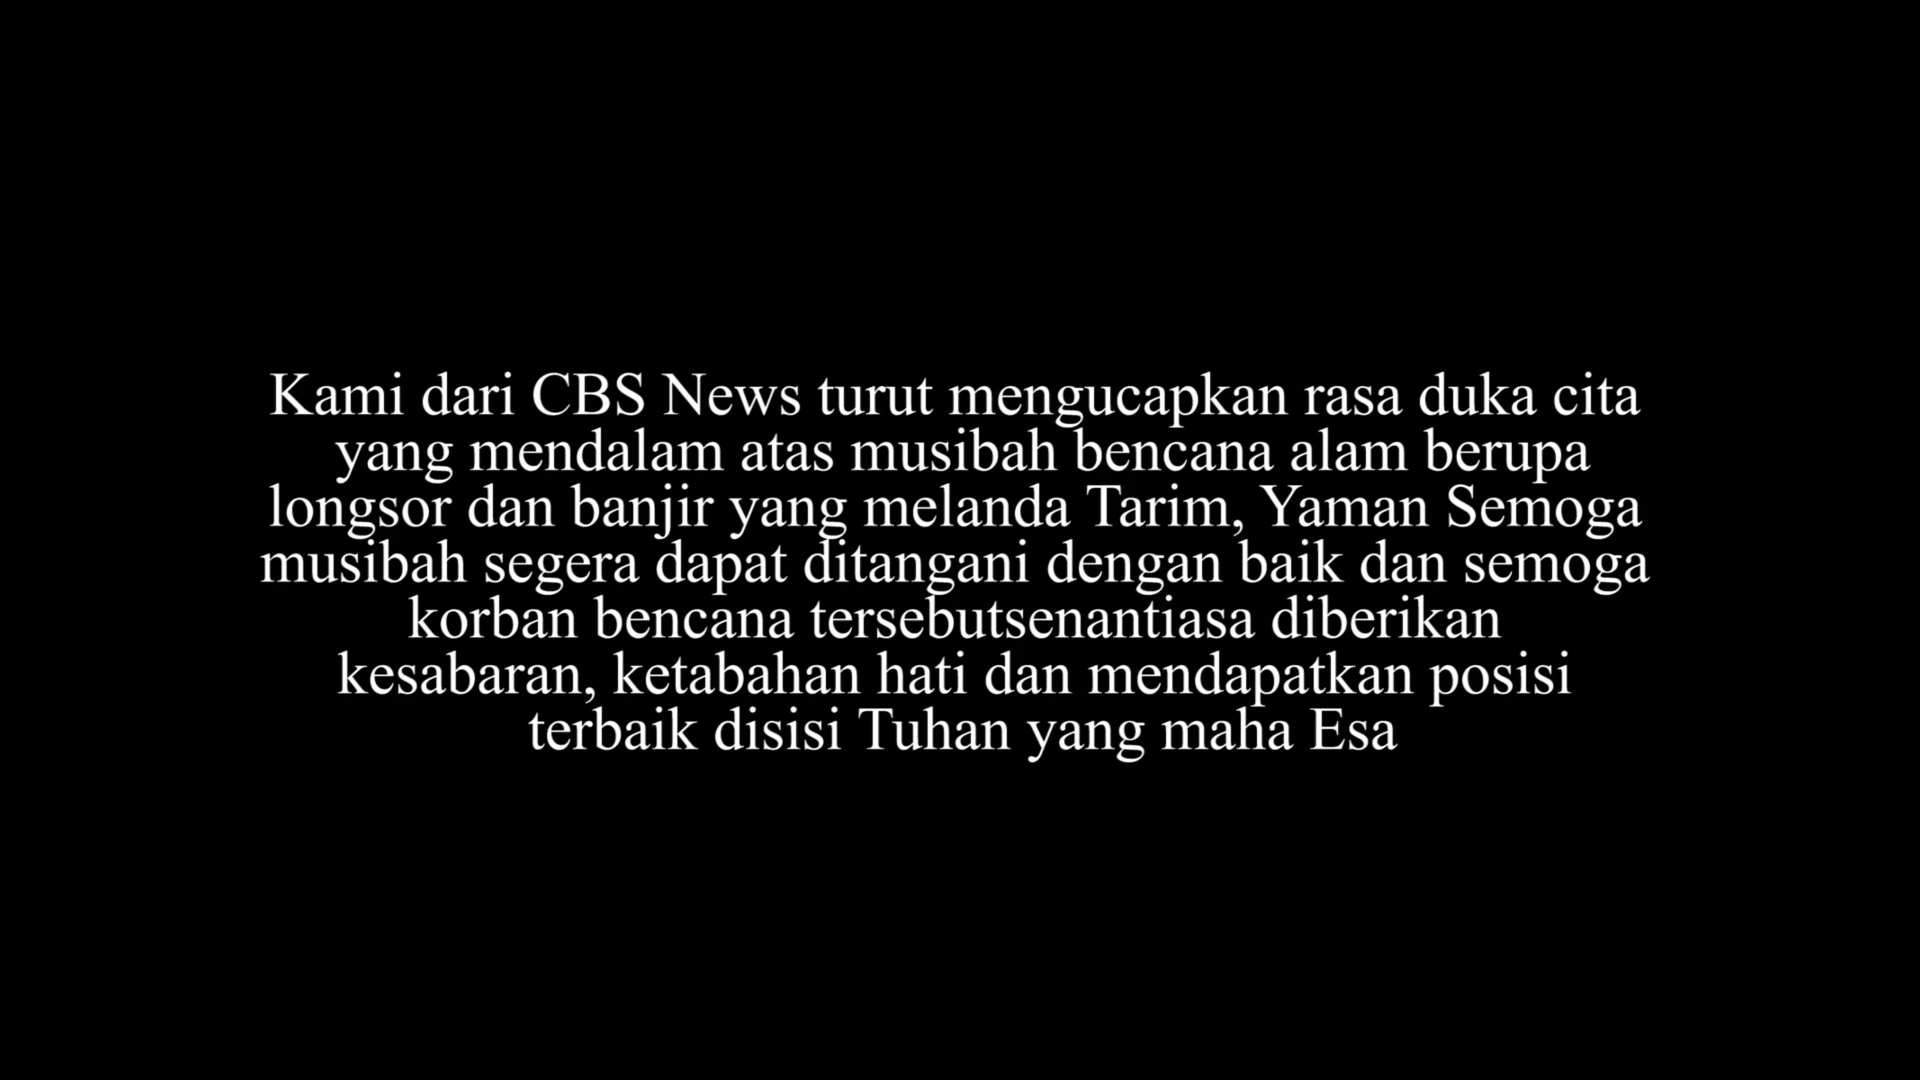 Kami dari CBS News turut mengucapkan rasa duka cita
yang mendalam atas musibah bencana alam berupa
longsor dan banjir yang melanda Tarim, Yaman Semoga
musibah segera dapat ditangani dengan baik dan semoga
korban bencana tersebutsenantiasa diberikan
kesabaran, ketabahan hati dan mendapatkan posisi
terbaik disisi Tuhan yang maha Esa